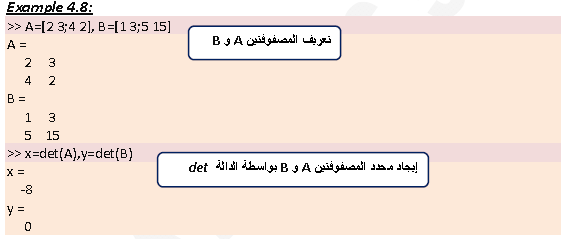 Example 4.8:
>> A=[2 3;4 2], B=[1 3;5 15]
تعريف المصفوفتين A و B
A =
2 3
4 2
B =
1 3
5 15
>> x=det(A),y=det(B)
إيجاد محدد المصفوفتين A و B بواسطة الدالة det
x =
-8
y =
0